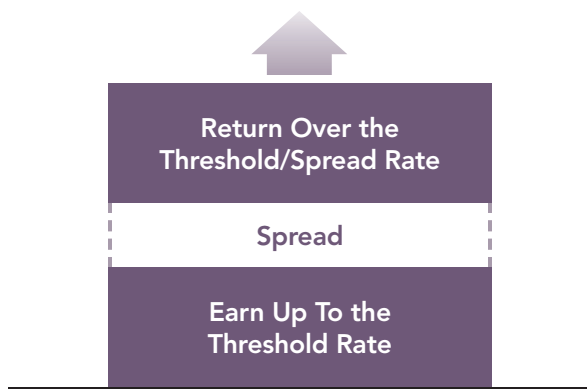 Return Over the
Threshold/Spread Rate
Spread
Earn Up To the
Threshold Rate